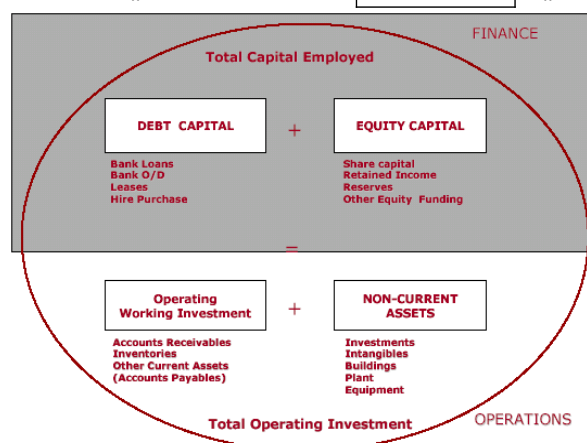 FINANCE
Total Capital Employed
DEBT CAPITAL + EQUITY CAPITAL
Bank Loans
Bank O/D
Leases
Hire Purchase
Share capital
Retained Income
Reserves
Other Equity Funding
=
Operating
Working Investment
+
NON-CURRENT
ASSETS
Accounts Receivables
Inventories
Other Current Assets
(Accounts Payables)
Investments
Intangibles
Buildings
Plant
Equipment
Total Operating Investment
OPERATIONS